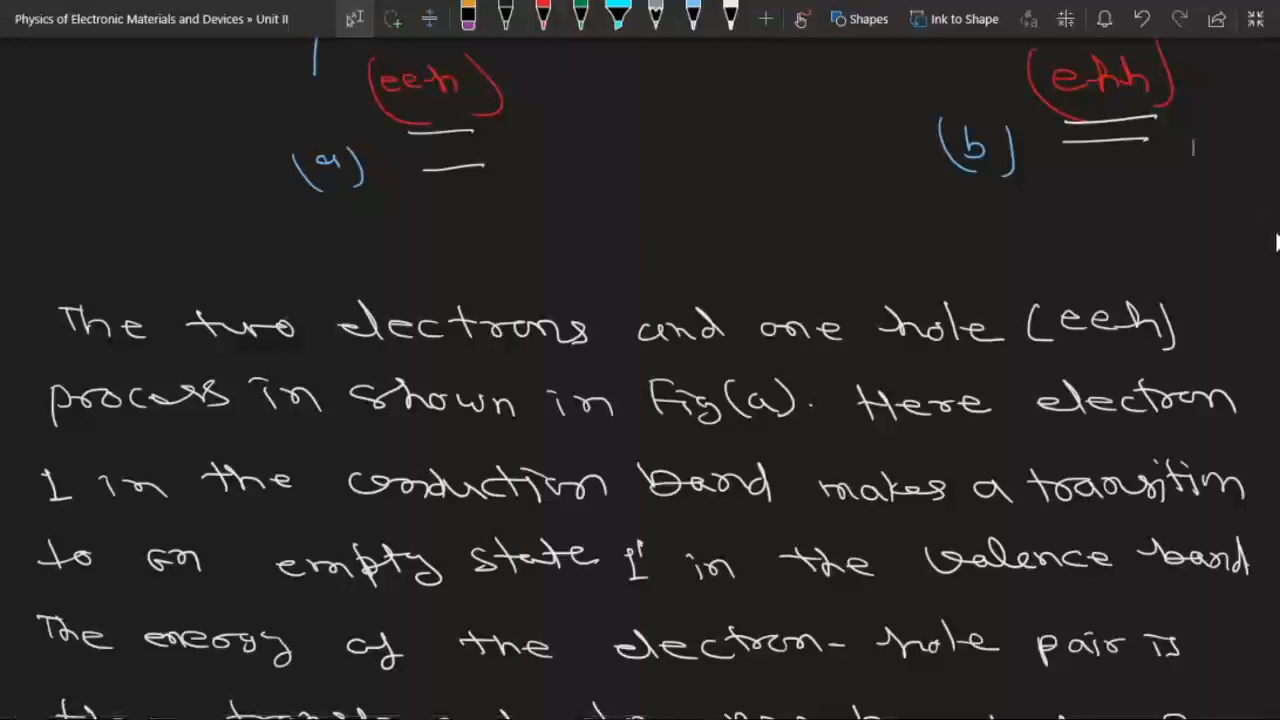 Physics of Electronic Materials and Devices » Unit II
Shapes
Ink to Shape
(eeh)
(ehh)
(a)
(b)
The two electrons and one hole (eeh)
process in shown in Fig(a). Here electron
1 in the conduction band makes a transition
to an empty state 1' in the valence band
The energy of the electron-hole pair is